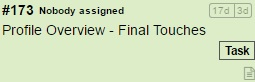 #173 Nobody assigned 17d 3d
Profile Overview - Final Touches
Task